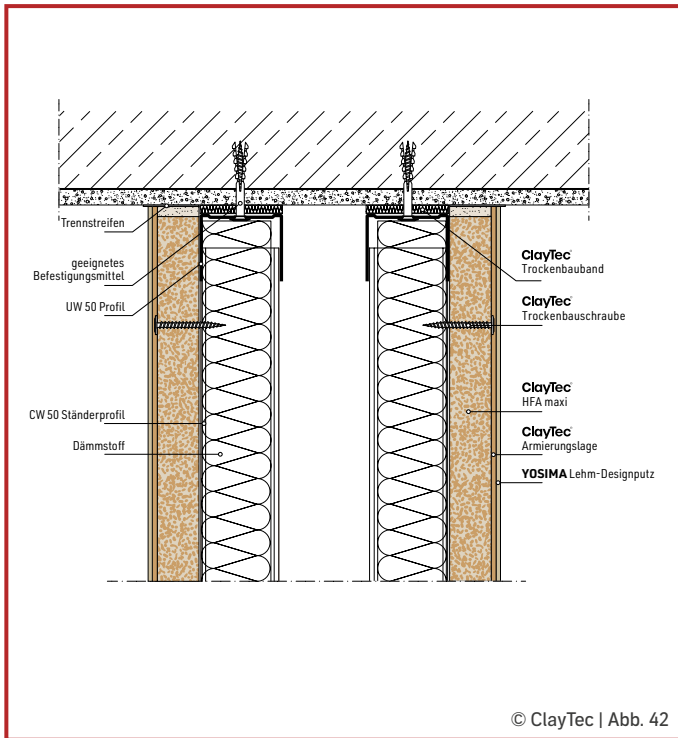 Trennstreifen
geeignetes
Befestigungsmittel
UW 50 Profil
CW 50 Ständerprofil
Dämmstoff
ClayTec®
Trockenbauband
ClayTec®
Trockenbauschraube
ClayTec®
HFA maxi
ClayTec®
Armierungslage
YOSIMA Lehm-Designputz
© ClayTec | Abb. 42